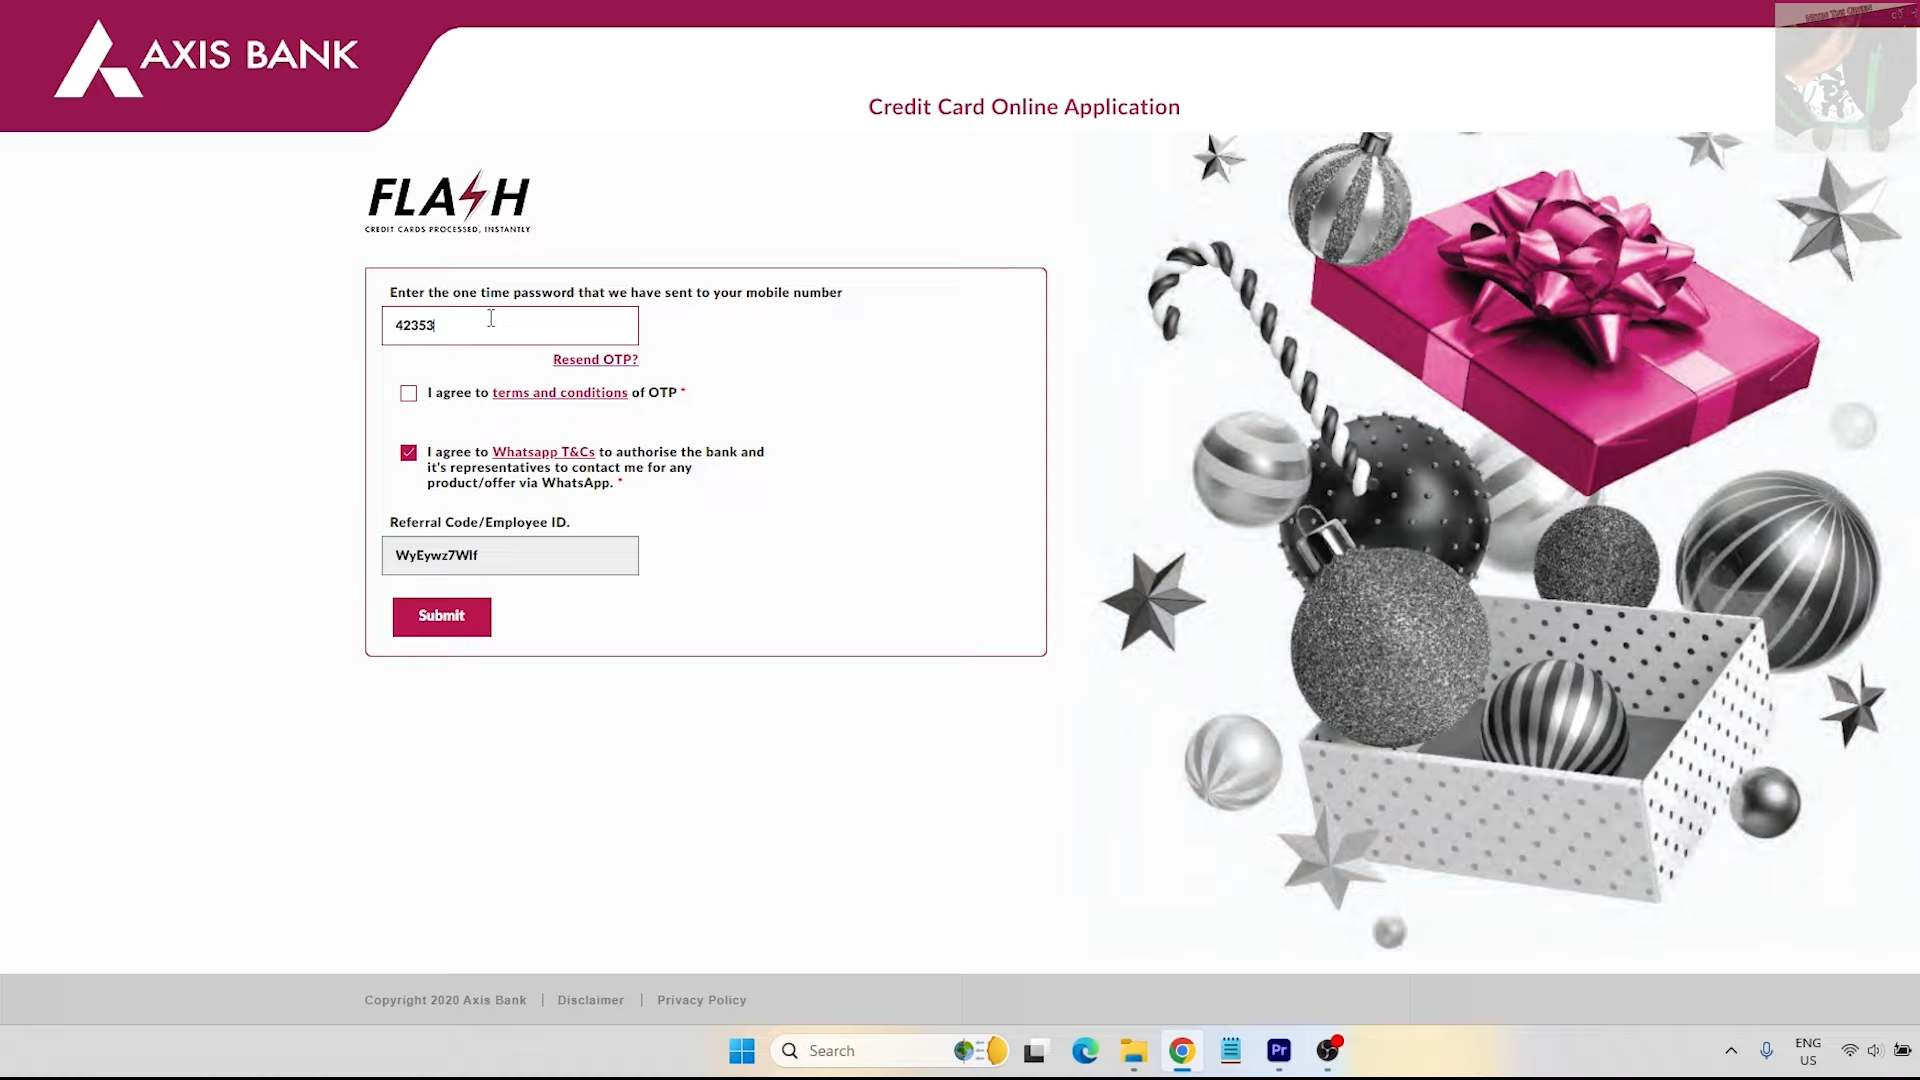 AXIS BANK
Credit Card Online Application
FLASH
CREDIT CARDS PROCESSED, INSTANTLY
Enter the one time password that we have sent to your mobile number
42353
Resend OTP?
I agree to terms and conditions of OTP *
I agree to Whatsapp T&Cs to authorise the bank and
it's representatives to contact me for any
product/offer via WhatsApp. *
Referral Code/Employee ID.
WyEywz7WIf
Submit
Copyright 2020 Axis Bank | Disclaimer | Privacy Policy
Search
Pr
ENG
US